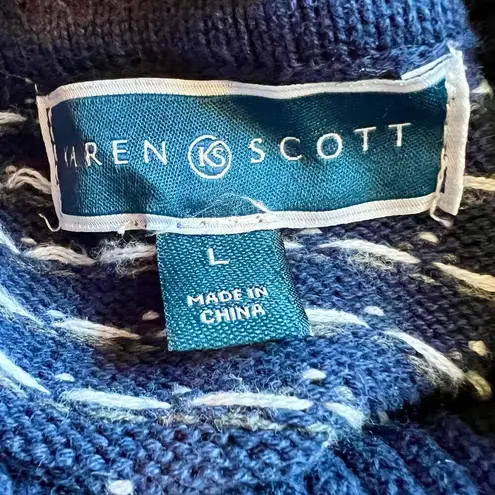 KAREN KS SCOTT
L
MADE IN
CHINA